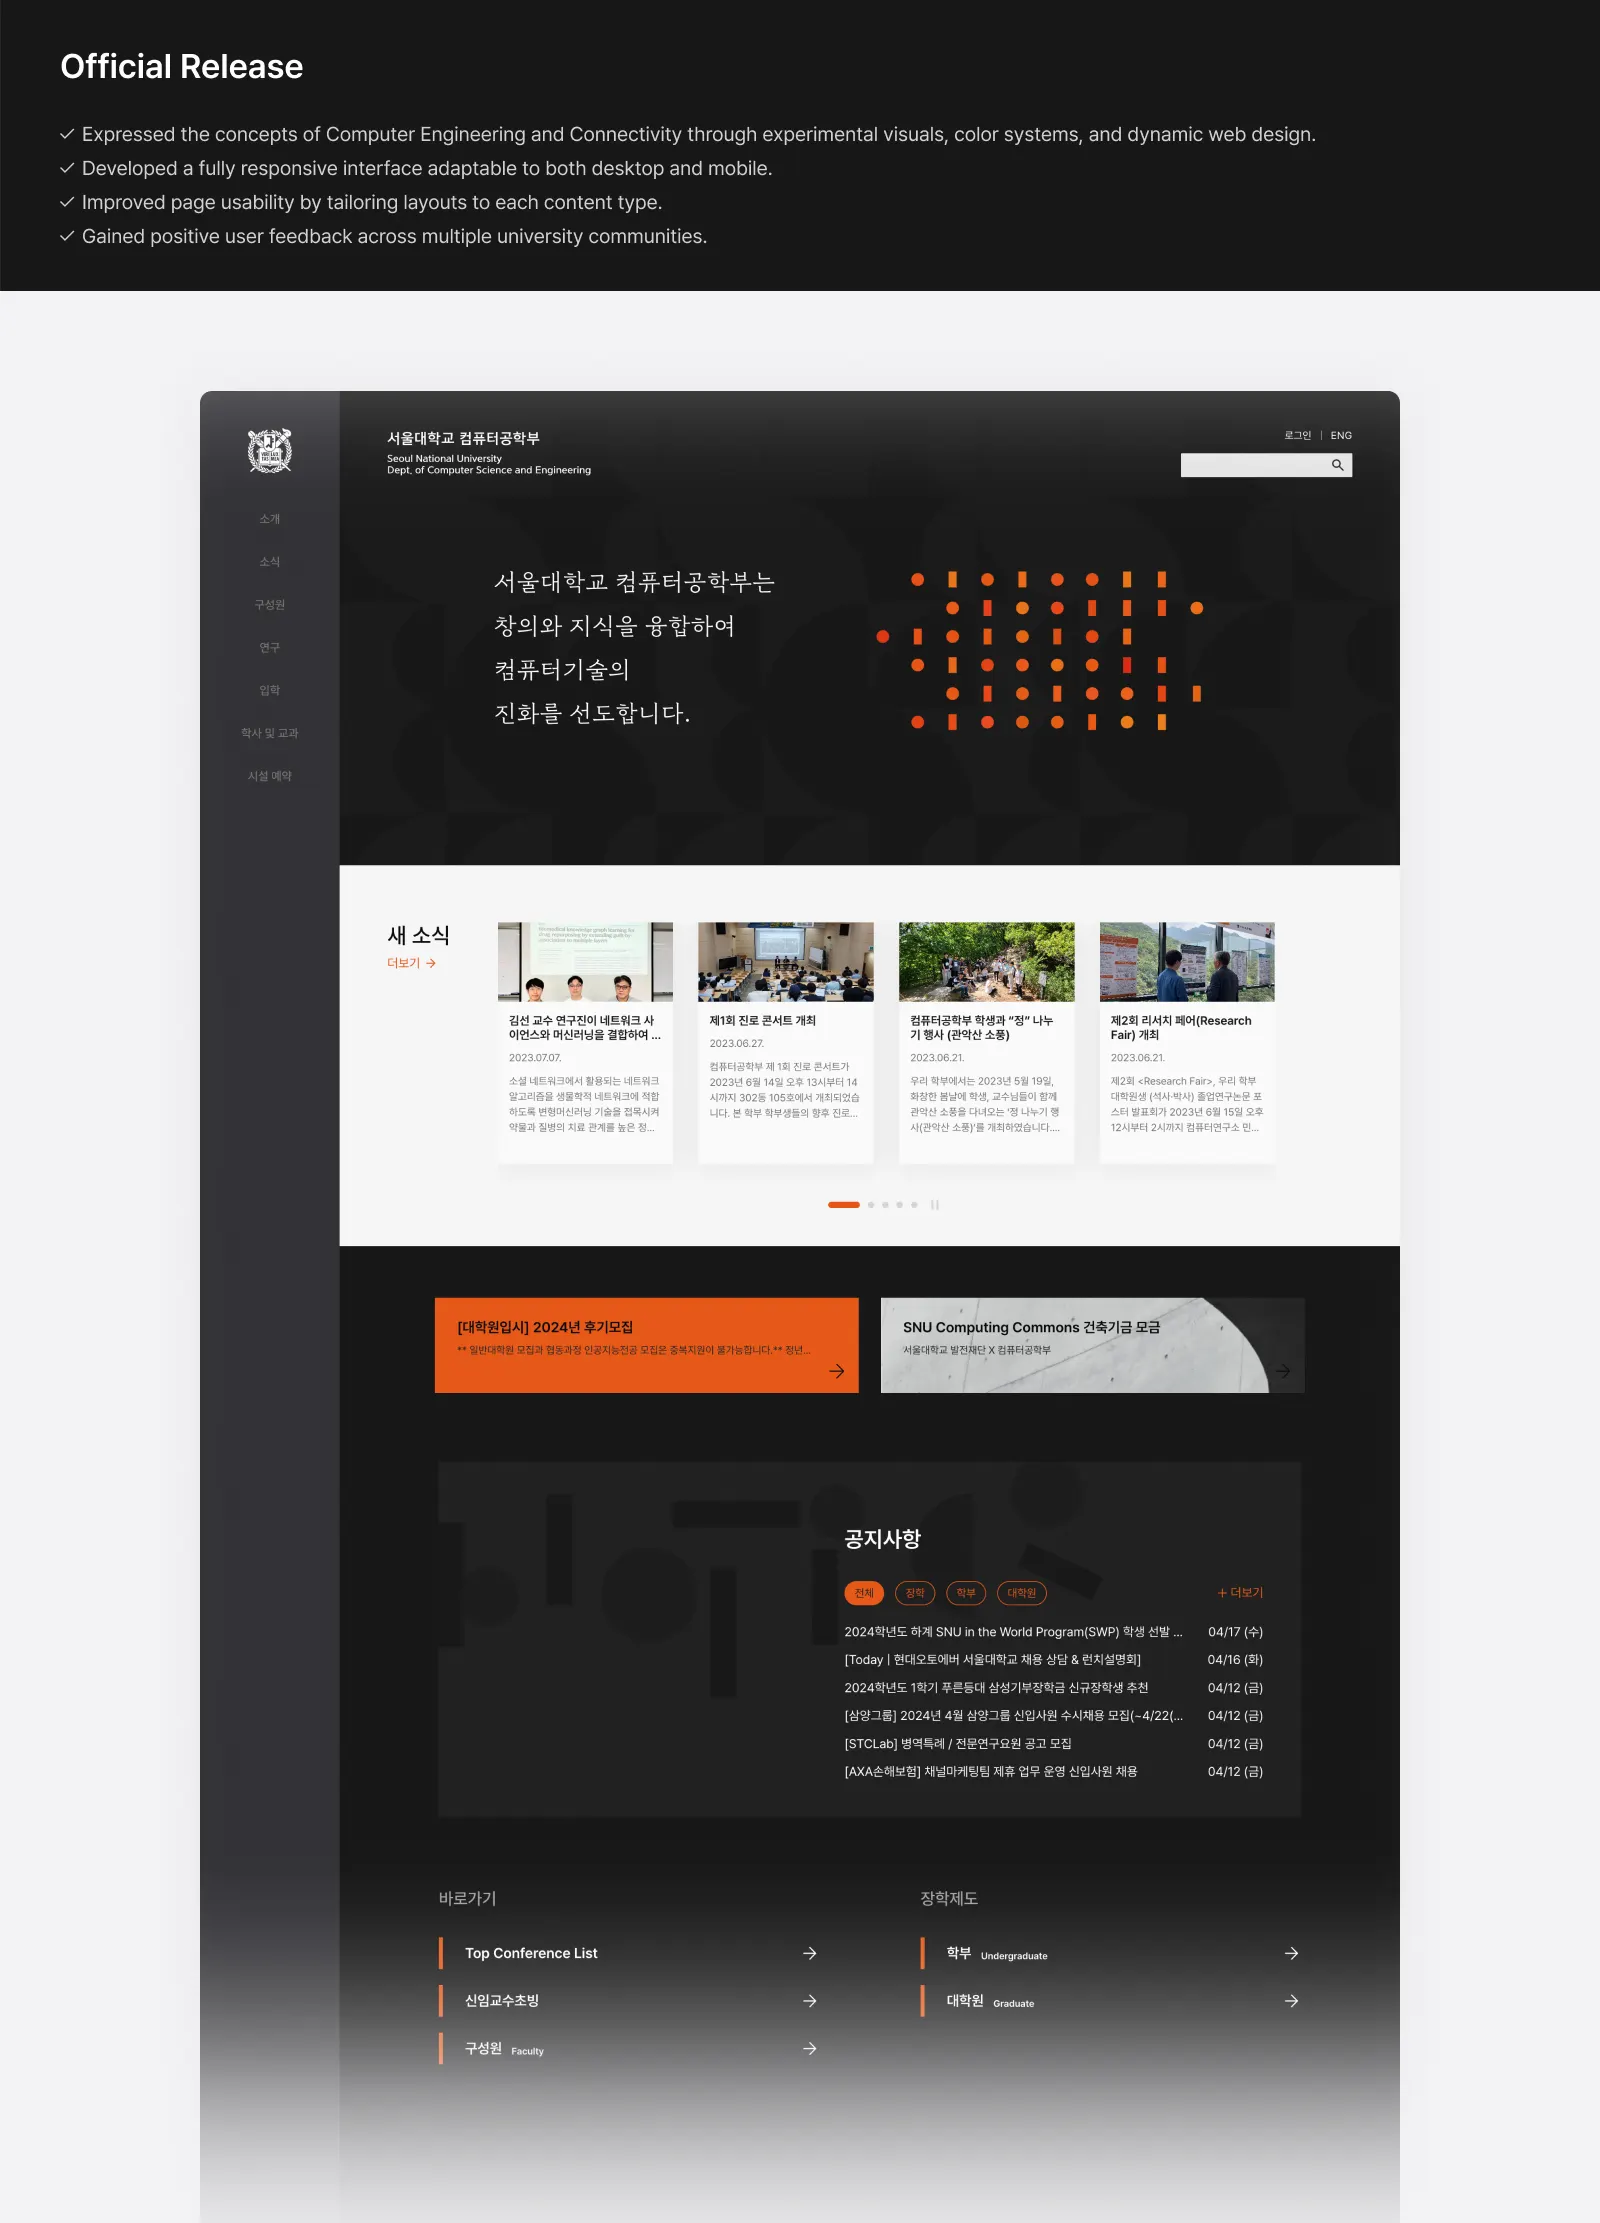 Official Release
Expressed the concepts of Computer Engineering and Connectivity through experimental visuals, color systems, and dynamic web design.
Developed a fully responsive interface adaptable to both desktop and mobile.
Improved page usability by tailoring layouts to each content type.
Gained positive user feedback across multiple university communities.
서울대학교 컴퓨터공학부
Seoul National University
Dept. of Computer Science and Engineering
로그인 | ENG
소개
소식
구성원
연구
입학
학사 및 교과
시설 예약
서울대학교 컴퓨터공학부는
창의와 지식을 융합하여
컴퓨터기술의
진화를 선도합니다.
새 소식
더보기
김선 교수 연구진이 네트워크 사
이언스와 머신러닝을 결합하여 ...
2023.07.07.
소셜 네트워크에서 활용되는 네트워크
알고리즘을 생물학적 네트워크에 적합
하도록 변형머신러닝 기술을 접목시켜
약물과 질병의 치료 관계를 높은 정...
제1회 진로 콘서트 개최
2023.06.27.
컴퓨터공학부 제 1회 진로 콘서트가
2023년 6월 14일 오후 13시부터 14
시까지 302동 105호에서 개최되었습
니다. 본 학부 학부생들의 향후 진로...
컴퓨터공학부 학생과 “정” 나누
기 행사 (관악산 소풍)
2023.06.21.
우리 학부에서는 2023년 5월 19일,
화창한 봄날에 학생, 교수님들이 함께
관악산 소풍을 다녀오는 '정 나누기 행
사(관악산 소풍)'를 개최하였습니다....
제2회 리서치 페어(Research
Fair) 개최
2023.06.21.
제2회 <Research Fair>, 우리 학부
대학원생 (석사·박사) 졸업연구논문 포
스터 발표회가 2023년 6월 15일 오후
12시부터 2시까지 컴퓨터연구소 민...
[대학원입시] 2024년 후기모집
** 일반대학원 모집과 협동과정 인공지능전공 모집은 중복지원이 불가능합니다.** 정년...
SNU Computing Commons 건축기금 모금
서울대학교 발전재단 X 컴퓨터공학부
공지사항
전체 장학 학부 대학원 + 더보기
2024학년도 하계 SNU in the World Program(SWP) 학생 선발 ... 04/17 (수)
[Today | 현대오토에버 서울대학교 채용 상담 & 런치설명회] 04/16 (화)
2024학년도 1학기 푸른등대 삼성기부장학금 신규장학생 추천 04/12 (금)
[삼양그룹] 2024년 4월 삼양그룹 신입사원 수시채용 모집(~4/22(... 04/12 (금)
[STCLab] 병역특례 / 전문연구요원 공고 모집 04/12 (금)
[AXA손해보험] 채널마케팅팀 제휴 업무 운영 신입사원 채용 04/12 (금)
바로가기
Top Conference List
신임교수초빙
구성원 Faculty
장학제도
학부 Undergraduate
대학원 Graduate